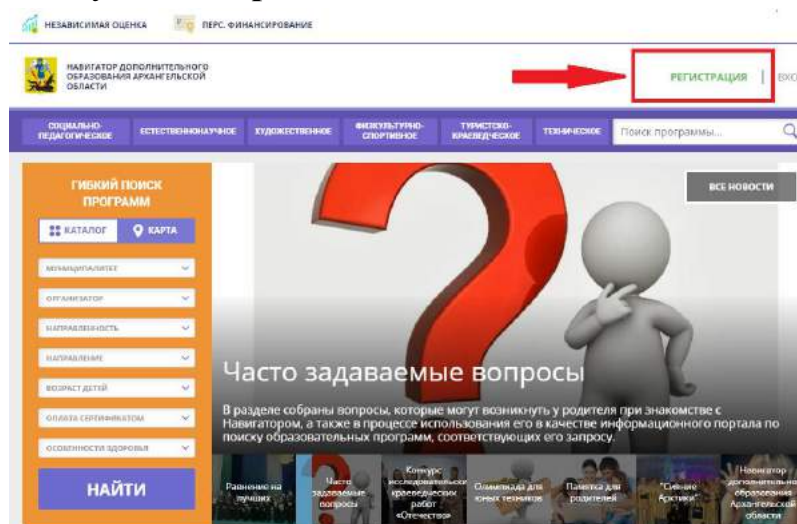 НЕЗАВИСИМАЯ ОЦЕНКА
ПЕРС. ФИНАНСИРОВАНИЕ
НАВИГАТОР ДОПОЛНИТЕЛЬНОГО
ОБРАЗОВАНИЯ АРХАНГЕЛЬСКОЙ
ОБЛАСТИ
РЕГИСТРАЦИЯ
СОЦИАЛЬНО-
ПЕДАГОГИЧЕСКОЕ
ЕСТЕСТВЕННОНАУЧНОЕ
ХУДОЖЕСТВЕННОЕ
ФИЗКУЛЬТУРНО-
СПОРТИВНОЕ
ТУРИСТСКО-
КРАЕВЕДЧЕСКОЕ
ТЕХНИЧЕСКОЕ
Поиск программы...
ГИБКИЙ ПОИСК
ПРОГРАММ
КАТАЛОГ
КАРТА
МУНИЦИПАЛИТЕТ
ОРГАНИЗАТОР
НАПРАВЛЕННОСТЬ
НАПРАВЛЕНИЕ
ВОЗРАСТ ДЕТЕЙ
ОПЛАТА СЕРТИФИКАТОМ
ОСОБЕННОСТИ ЗДОРОВЬЯ
НАЙТИ
ВСЕ НОВОСТИ
Часто задаваемые вопросы
В разделе собраны вопросы, которые могут возникнуть у родителя при знакомстве с
Навигатором, а также в процессе использования его в качестве информационного портала по
поиску образовательных программ, соответствующих его запросу.
Равнение на
лучших
Часто
задаваемые
вопросы
Конкурс
исследовательских
краеведческих
работ
«Отечество»
Олимпиада для
юных техников
Памятка для
родителей
"Сияние
Арктики"
Навигатор
дополнительного
образования
Архангельской
области